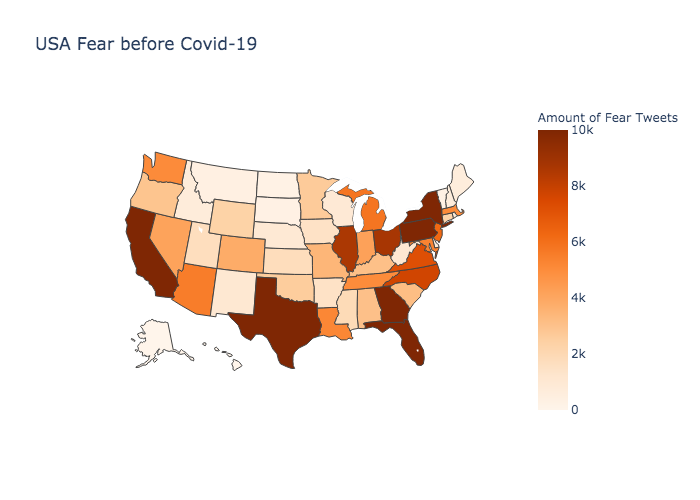 USA Fear before Covid-19
Amount of Fear Tweets
10k
8k
6k
4k
2k
0